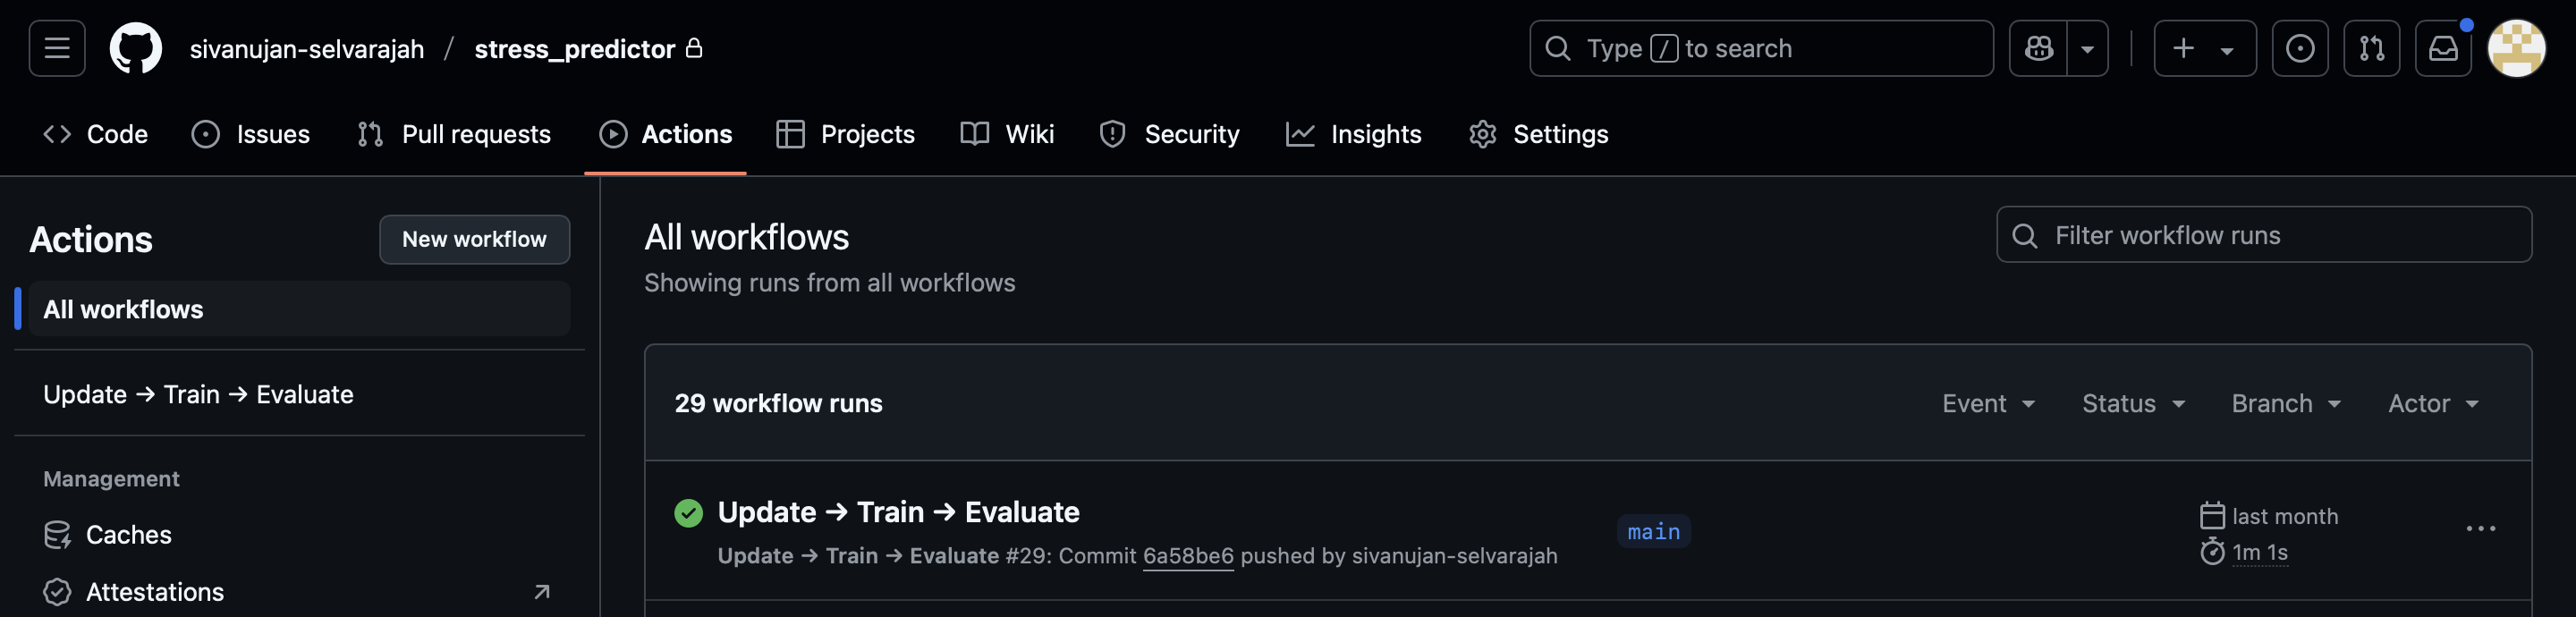 sivanujan-selvarajah / stress_predictor
Type / to search
Code
Issues
Pull requests
Actions
Projects
Wiki
Security
Insights
Settings
Actions
New workflow
All workflows
Update → Train → Evaluate
Management
Caches
Attestations
All workflows
Showing runs from all workflows
Filter workflow runs
29 workflow runs
Event
Status
Branch
Actor
Update → Train → Evaluate
Update → Train → Evaluate #29: Commit 6a58be6 pushed by sivanujan-selvarajah
main
last month
1m 1s